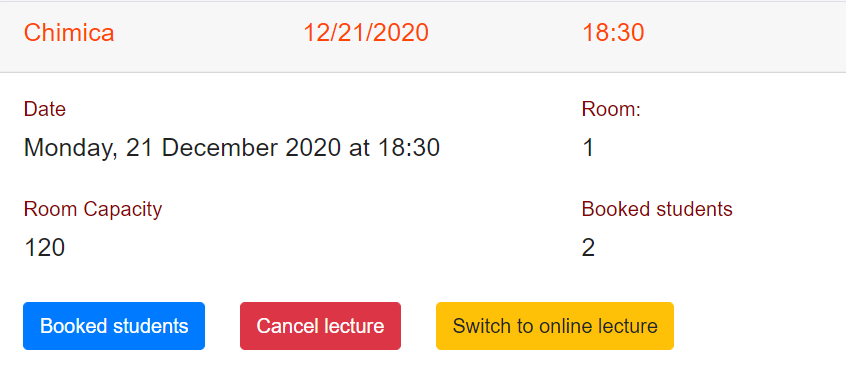 Chimica 12/21/2020 18:30
Date Room:
Monday, 21 December 2020 at 18:30 1
Room Capacity Booked students
120 2
Booked students Cancel lecture Switch to online lecture